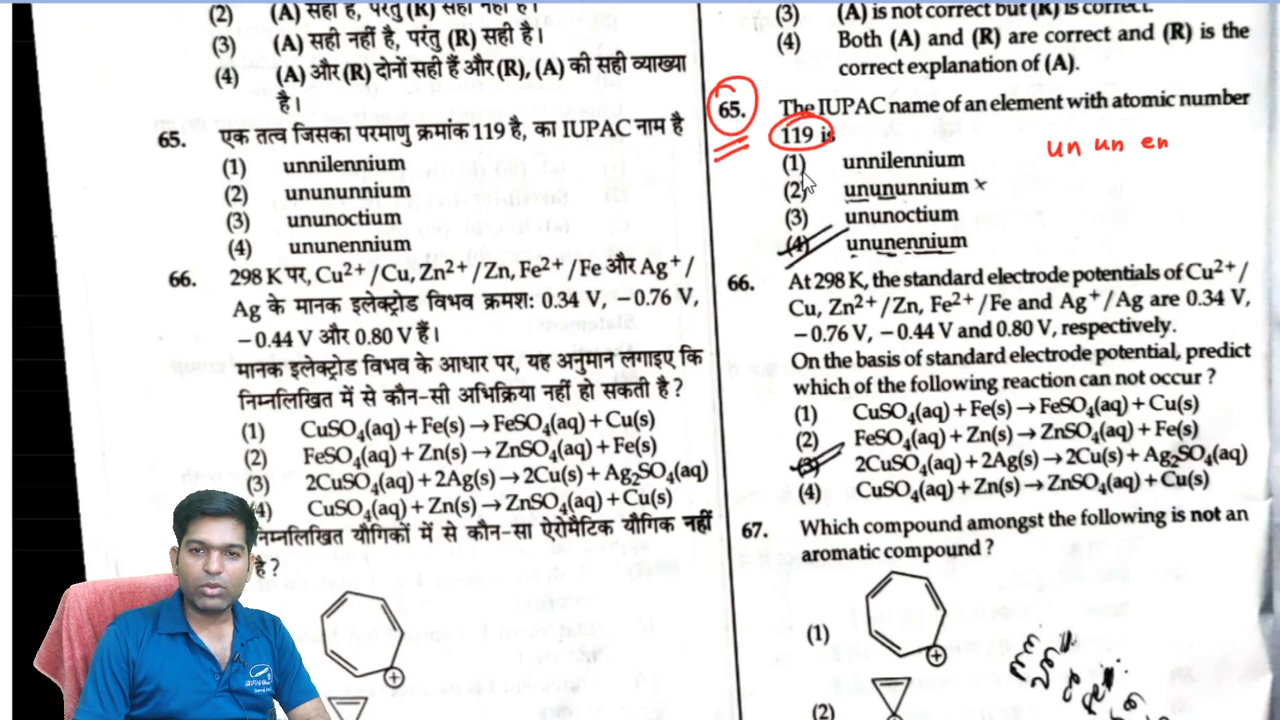 (2) (A) सही है, परंतु (R) सही नहीं है।
(3) (A) सही नहीं है, परंतु (R) सही है।
(4) (A) और (R) दोनों सही हैं और (R), (A) की सही व्याख्या
है।
65. एक तत्व जिसका परमाणु क्रमांक 119 है, का IUPAC नाम है
(1) unnilennium
(2) unununnium
(3) ununoctium
(4) ununennium
66. 298 K पर, Cu²⁺/Cu, Zn²⁺/Zn, Fe²⁺/Fe और Ag⁺/
Ag के मानक इलेक्ट्रोड विभव क्रमशः 0.34 V, −0.76 V,
−0.44 V और 0.80 V हैं।
मानक इलेक्ट्रोड विभव के आधार पर, यह अनुमान लगाइए कि
निम्नलिखित में से कौन-सी अभिक्रिया नहीं हो सकती है ?
(1) CuSO₄(aq) + Fe(s) → FeSO₄(aq) + Cu(s)
(2) FeSO₄(aq) + Zn(s) → ZnSO₄(aq) + Fe(s)
(3) 2CuSO₄(aq) + 2Ag(s) → 2Cu(s) + Ag₂SO₄(aq)
(4) CuSO₄(aq) + Zn(s) → ZnSO₄(aq) + Cu(s)
निम्नलिखित यौगिकों में से कौन-सा ऐरोमैटिक यौगिक नहीं
है ?
(3) (A) is not correct but (R) is correct.
(4) Both (A) and (R) are correct and (R) is the
correct explanation of (A).
65. The IUPAC name of an element with atomic number
119 is
un un en
(1) unnilennium
(2) unununnium ×
(3) ununoctium
(4) ununennium
66. At 298 K, the standard electrode potentials of Cu²⁺/
Cu, Zn²⁺/Zn, Fe²⁺/Fe and Ag⁺/Ag are 0.34 V,
−0.76 V, −0.44 V and 0.80 V, respectively.
On the basis of standard electrode potential, predict
which of the following reaction can not occur ?
(1) CuSO₄(aq) + Fe(s) → FeSO₄(aq) + Cu(s)
(2) FeSO₄(aq) + Zn(s) → ZnSO₄(aq) + Fe(s)
(3) 2CuSO₄(aq) + 2Ag(s) → 2Cu(s) + Ag₂SO₄(aq)
(4) CuSO₄(aq) + Zn(s) → ZnSO₄(aq) + Cu(s)
67. Which compound amongst the following is not an
aromatic compound ?
(1)
(2)